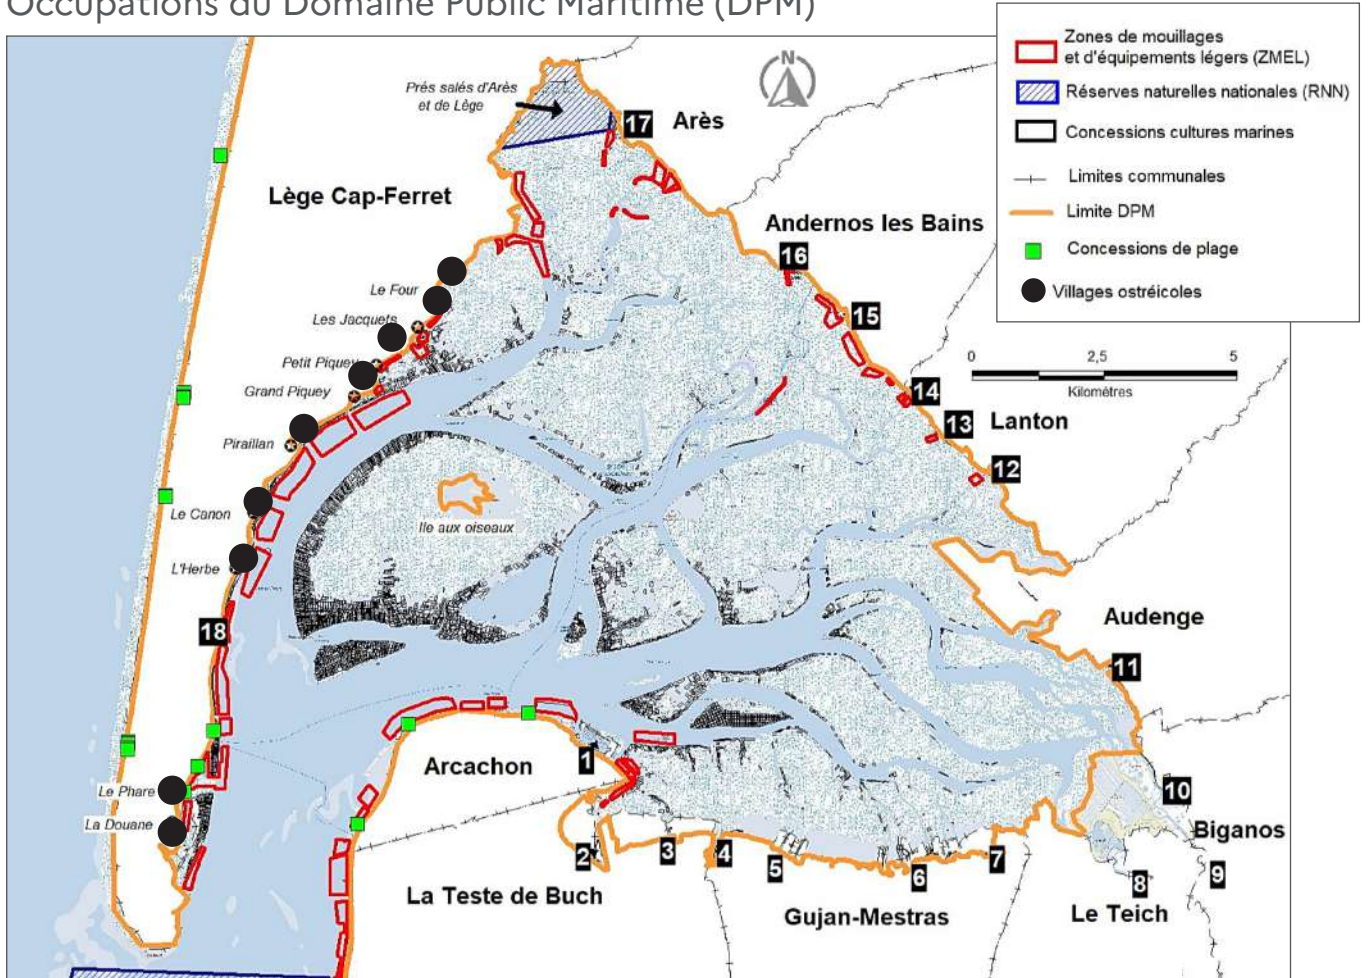 Occupations du Domaine Public Maritime (DPM)
Zones de mouillages
et d'équipements légers (ZMEL)
Réserves naturelles nationales (RNN)
Concessions cultures marines
Limites communales
Limite DPM
Concessions de plage
Villages ostréicoles
Prés salés d'Arès
et de Lège
17
Arès
Lège Cap-Ferret
Andernos les Bains
16
Le Four
15
Les Jacquets
0
2,5
5
Kilomètres
Petit Piquey
Grand Piquey
14
13
Lanton
Piraillan
12
Le Canon
Ile aux oiseaux
L'Herbe
18
Audenge
11
Arcachon
1
Le Phare
10
La Douane
Biganos
2
3
4
5
6
7
8
9
La Teste de Buch
Gujan-Mestras
Le Teich